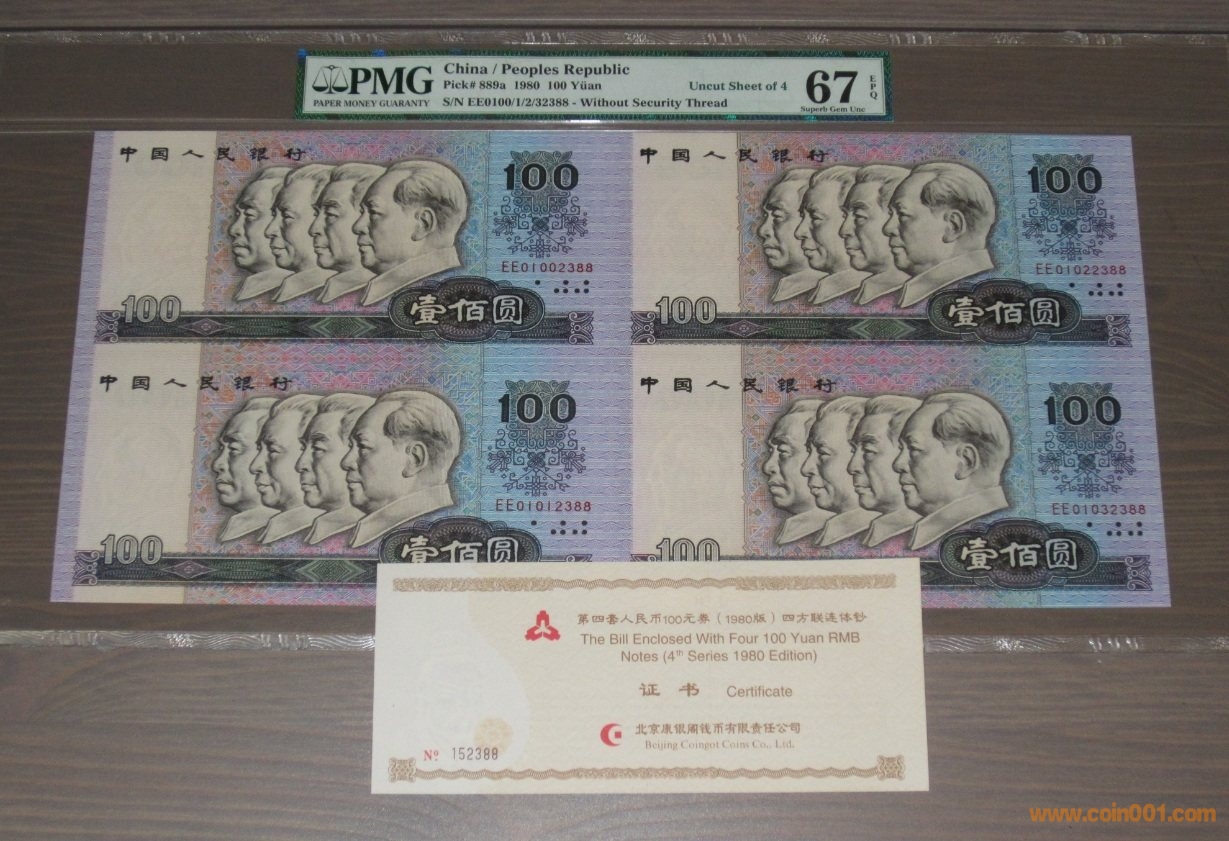 PMG
PAPER MONEY GUARANTY
China / Peoples Republic
Pick# 889a 1980 100 Yüan
Uncut Sheet of 4
S/N EE0100/1/2/32388 - Without Security Thread
67
Superb Gem Unc
EPQ
中国人民银行
100
EE01002388
100
壹佰圆
中国人民银行
100
EE01022388
100
壹佰圆
中国人民银行
100
EE01012388
100
壹佰圆
中国人民银行
100
EE01032388
100
壹佰圆
第四套人民币100元券（1980版）四方联连体钞
The Bill Enclosed With Four 100 Yuan RMB
Notes (4th Series 1980 Edition)
证书 Certificate
北京康银阁钱币有限责任公司
Beijing Coingot Coins Co., Ltd.
Nº 152388
www.coin001.com